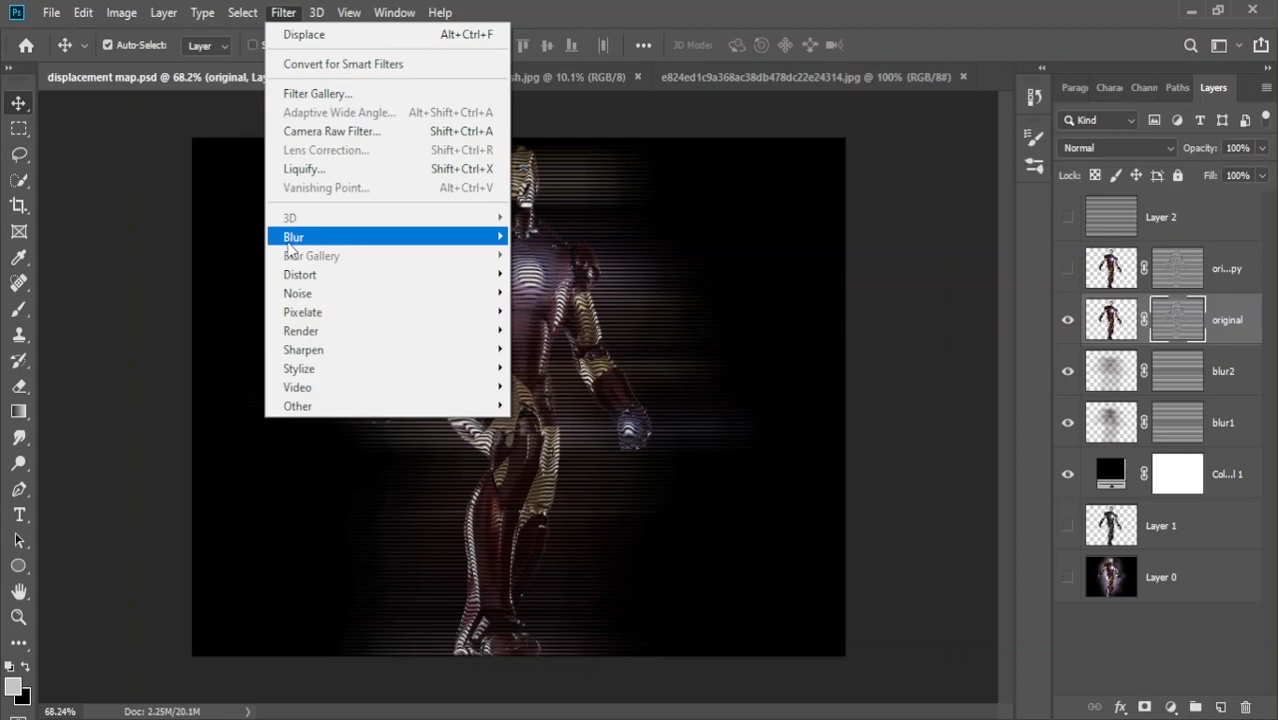 Ps File Edit Image Layer Type Select Filter 3D View Window Help
Auto-Select: Layer 3D Mode:
displacement map.psd @ 68.2% (original, La sh.jpg @ 10.1% (RGB/8) × e824ed1c9a368ac38db478dc22e24314.jpg @ 100% (RGB/8#) ×
Displace Alt+Ctrl+F
Convert for Smart Filters
Filter Gallery...
Adaptive Wide Angle... Alt+Shift+Ctrl+A
Camera Raw Filter... Shift+Ctrl+A
Lens Correction... Shift+Ctrl+R
Liquify... Shift+Ctrl+X
Vanishing Point... Alt+Ctrl+V
3D
Blur
Blur Gallery
Distort
Noise
Pixelate
Render
Sharpen
Stylize
Video
Other
Paragı Chara Chanı Paths Layers
Kind
Normal Opacity: 100%
Lock: Fill: 100%
Layer 2
ori...py
original
blur2
blur1
Col...l 1
Layer 1
Layer 0
68.24% Doc: 2.25M/20.1M